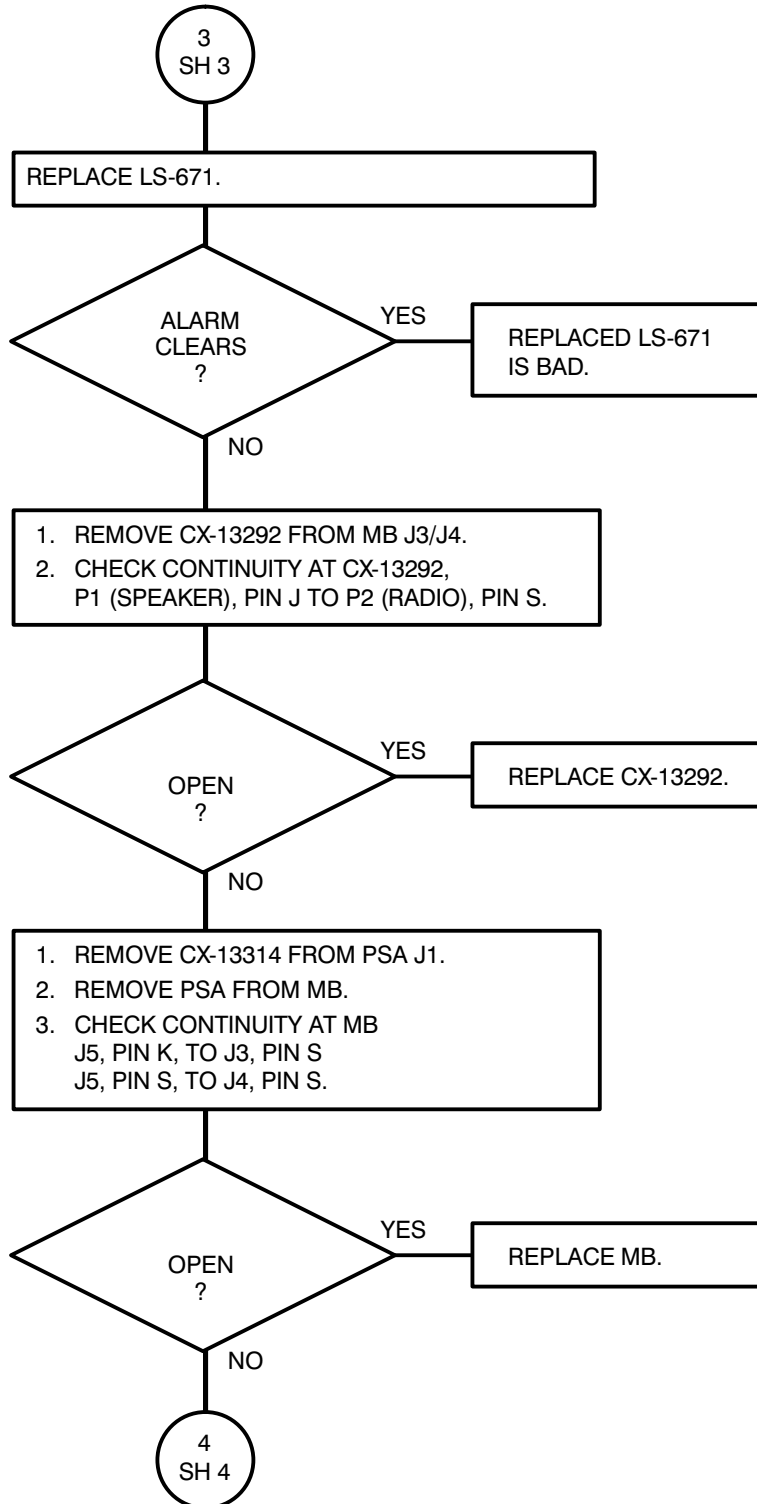 3
SH 3
REPLACE LS-671.
ALARM
CLEARS
?
YES
REPLACED LS-671
IS BAD.
NO
1. REMOVE CX-13292 FROM MB J3/J4.
2. CHECK CONTINUITY AT CX-13292,
P1 (SPEAKER), PIN J TO P2 (RADIO), PIN S.
OPEN
?
YES
REPLACE CX-13292.
NO
1. REMOVE CX-13314 FROM PSA J1.
2. REMOVE PSA FROM MB.
3. CHECK CONTINUITY AT MB
J5, PIN K, TO J3, PIN S
J5, PIN S, TO J4, PIN S.
OPEN
?
YES
REPLACE MB.
NO
4
SH 4